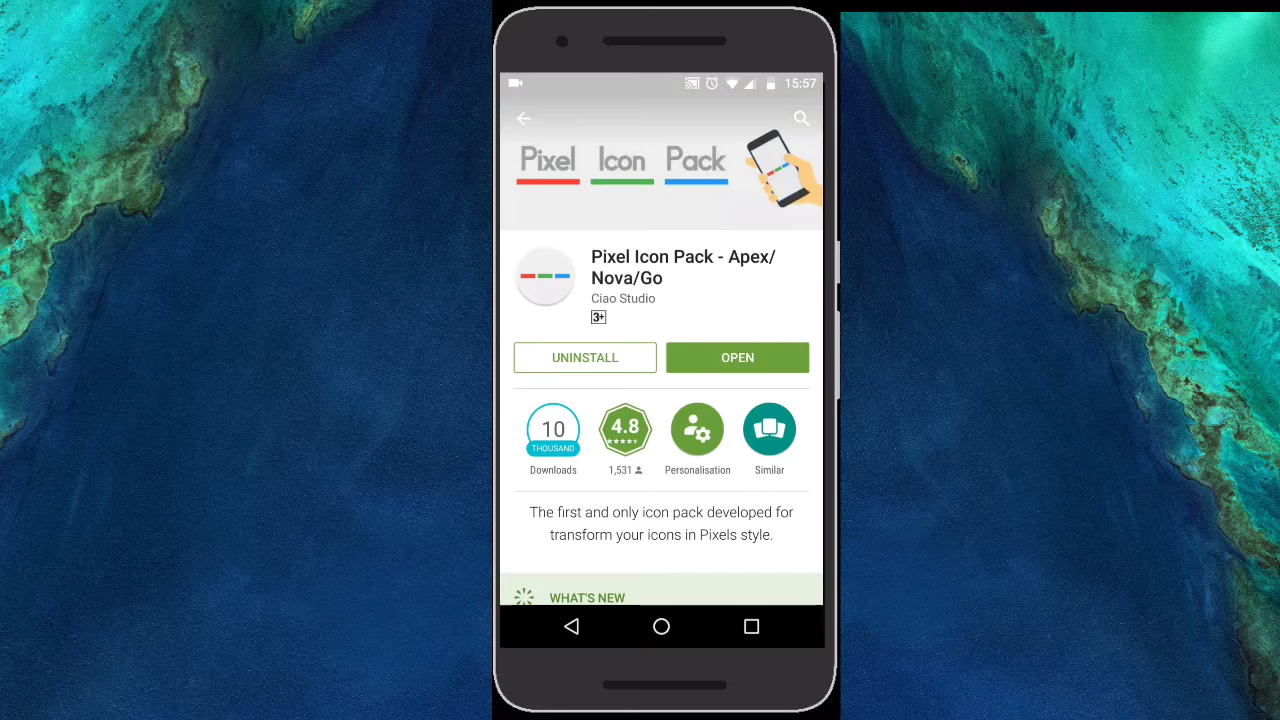 15:57
Pixel Icon Pack
Pixel Icon Pack - Apex/
Nova/Go
Ciao Studio
3+
UNINSTALL
OPEN
10
THOUSAND
Downloads
4.8
1,531
Personalisation
Similar
The first and only icon pack developed for
transform your icons in Pixels style.
WHAT'S NEW